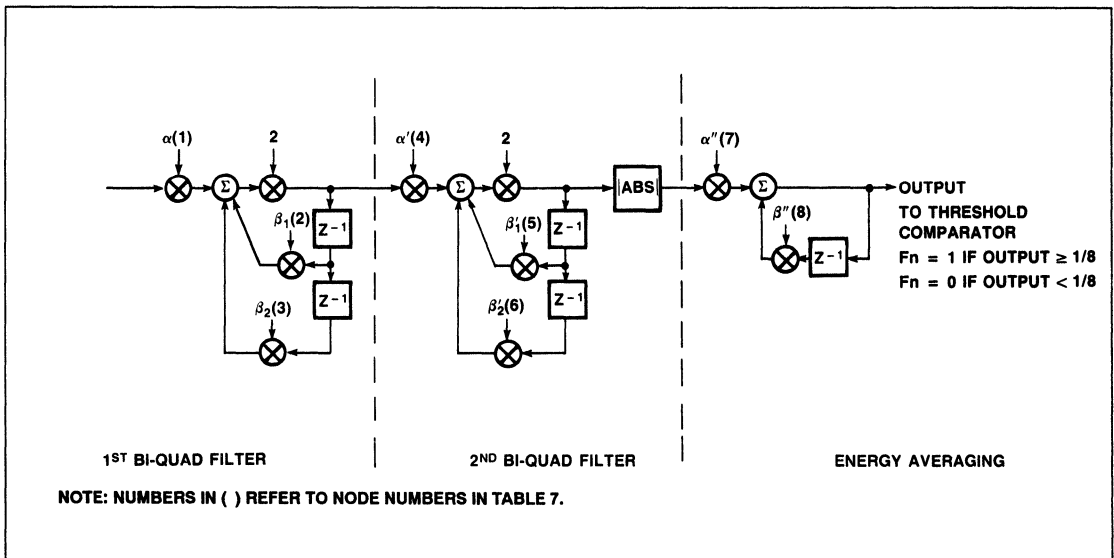 α(1)
2
α′(4)
2
α″(7)
Σ
Σ
|ABS|
Σ
OUTPUT
TO THRESHOLD
COMPARATOR
Fn = 1 IF OUTPUT ≥ 1/8
Fn = 0 IF OUTPUT < 1/8
β₁(2)
Z⁻¹
β′₁(5)
Z⁻¹
β″(8)
Z⁻¹
β₂(3)
Z⁻¹
β′₂(6)
Z⁻¹
1ST BI-QUAD FILTER
2ND BI-QUAD FILTER
ENERGY AVERAGING
NOTE: NUMBERS IN ( ) REFER TO NODE NUMBERS IN TABLE 7.